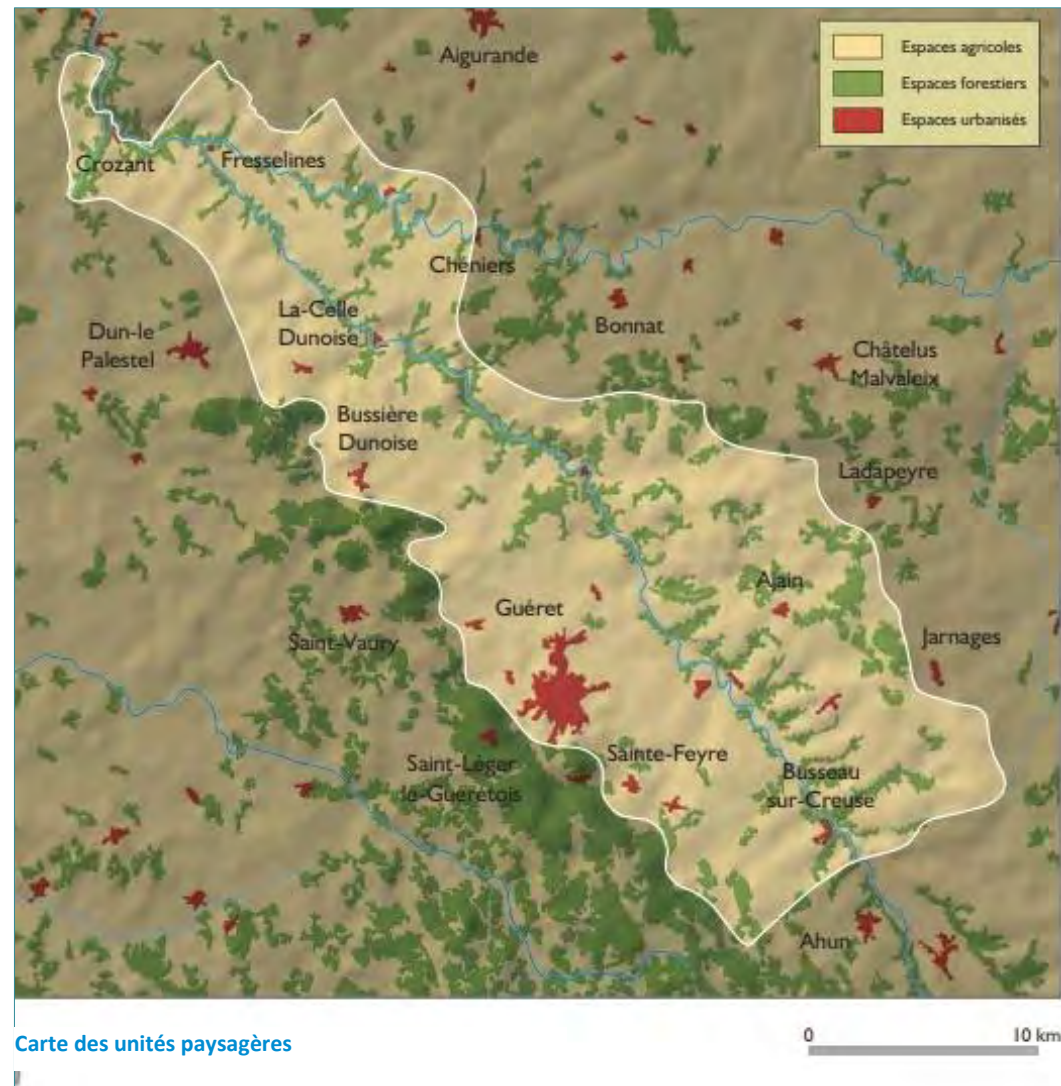 Aigurande
Espaces agricoles
Espaces forestiers
Espaces urbanisés
Crozant
Fresselines
Cheniers
La-Celle
Dunoise
Bonnat
Dun-le
Palestel
Châtelus
Malvaleix
Bussière
Dunoise
Ladapeyre
Ajain
Guéret
Saint-Vaury
Jarnages
Sainte-Feyre
Saint-Léger
le-Guéretois
Busseau
sur-Creuse
Ahun
Carte des unités paysagères
0 10 km